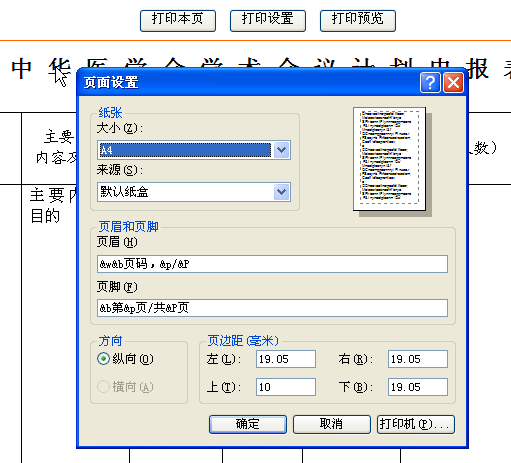 打印本页 打印设置 打印预览
中华医学会学术会议计划申报表
页面设置
纸张
大小(Z):
A4
来源(S):
默认纸盒
页眉和页脚
页眉(H)
&w&b页码，&p/&P
页脚(F)
&b第&p页/共&P页
方向
纵向(O)
横向(A)
页边距(毫米)
左(L): 19.05 右(R): 19.05
上(T): 10 下(B): 19.05
确定 取消 打印机(P)...
主要
内容及
人数)
主要内
目的